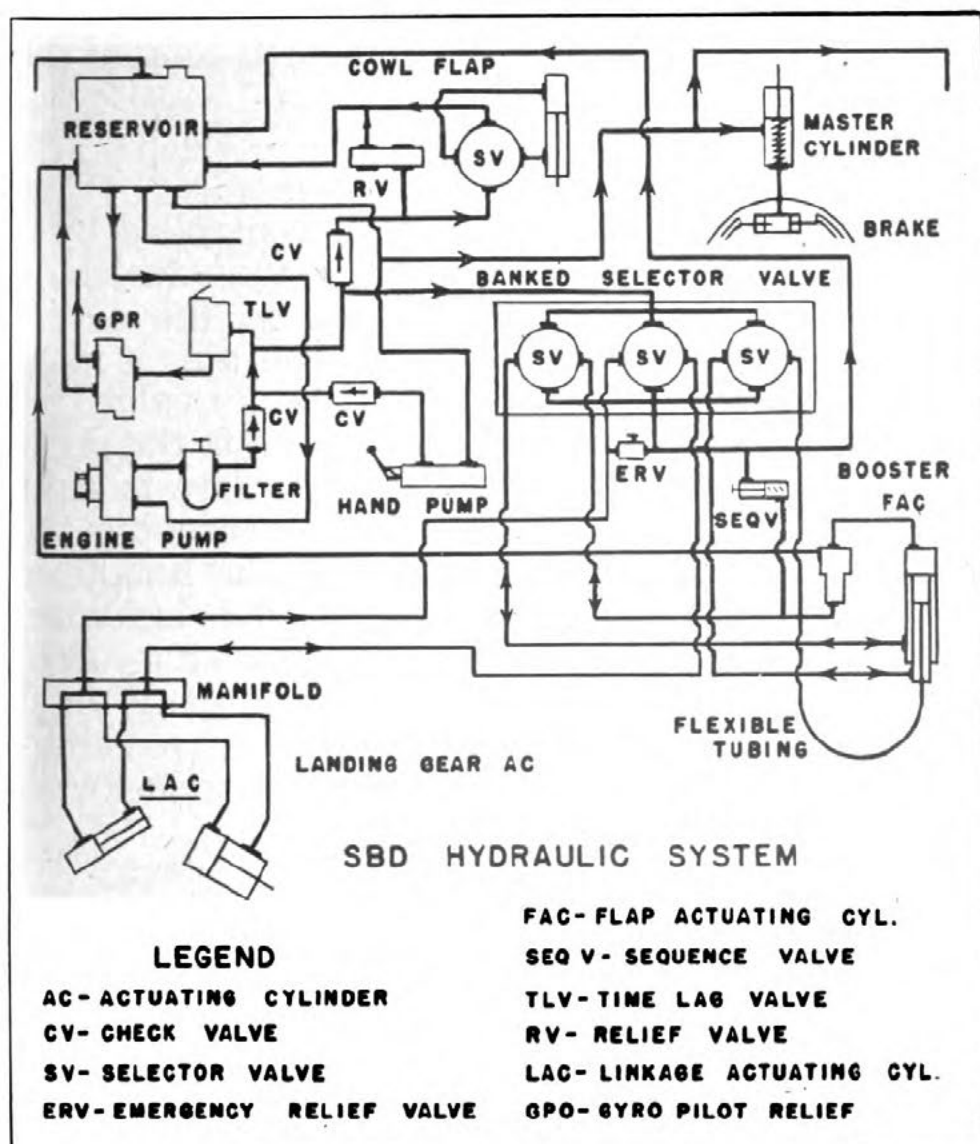 COWL FLAP
RESERVOIR
SV
RV
MASTER
CYLINDER
BRAKE
CV
BANKED SELECTOR VALVE
TLV
GPR
SV SV SV
CV
CV
FILTER
ERV
HAND PUMP
SEQV
BOOSTER
FAC
ENGINE PUMP
MANIFOLD
FLEXIBLE
TUBING
LANDING GEAR AC
LAC
SBD HYDRAULIC SYSTEM
LEGEND
AC-ACTUATING CYLINDER
CV-CHECK VALVE
SV-SELECTOR VALVE
ERV-EMERGENCY RELIEF VALVE
FAC-FLAP ACTUATING CYL.
SEQ V-SEQUENCE VALVE
TLV-TIME LAG VALVE
RV-RELIEF VALVE
LAC-LINKAGE ACTUATING CYL.
GPO-GYRO PILOT RELIEF